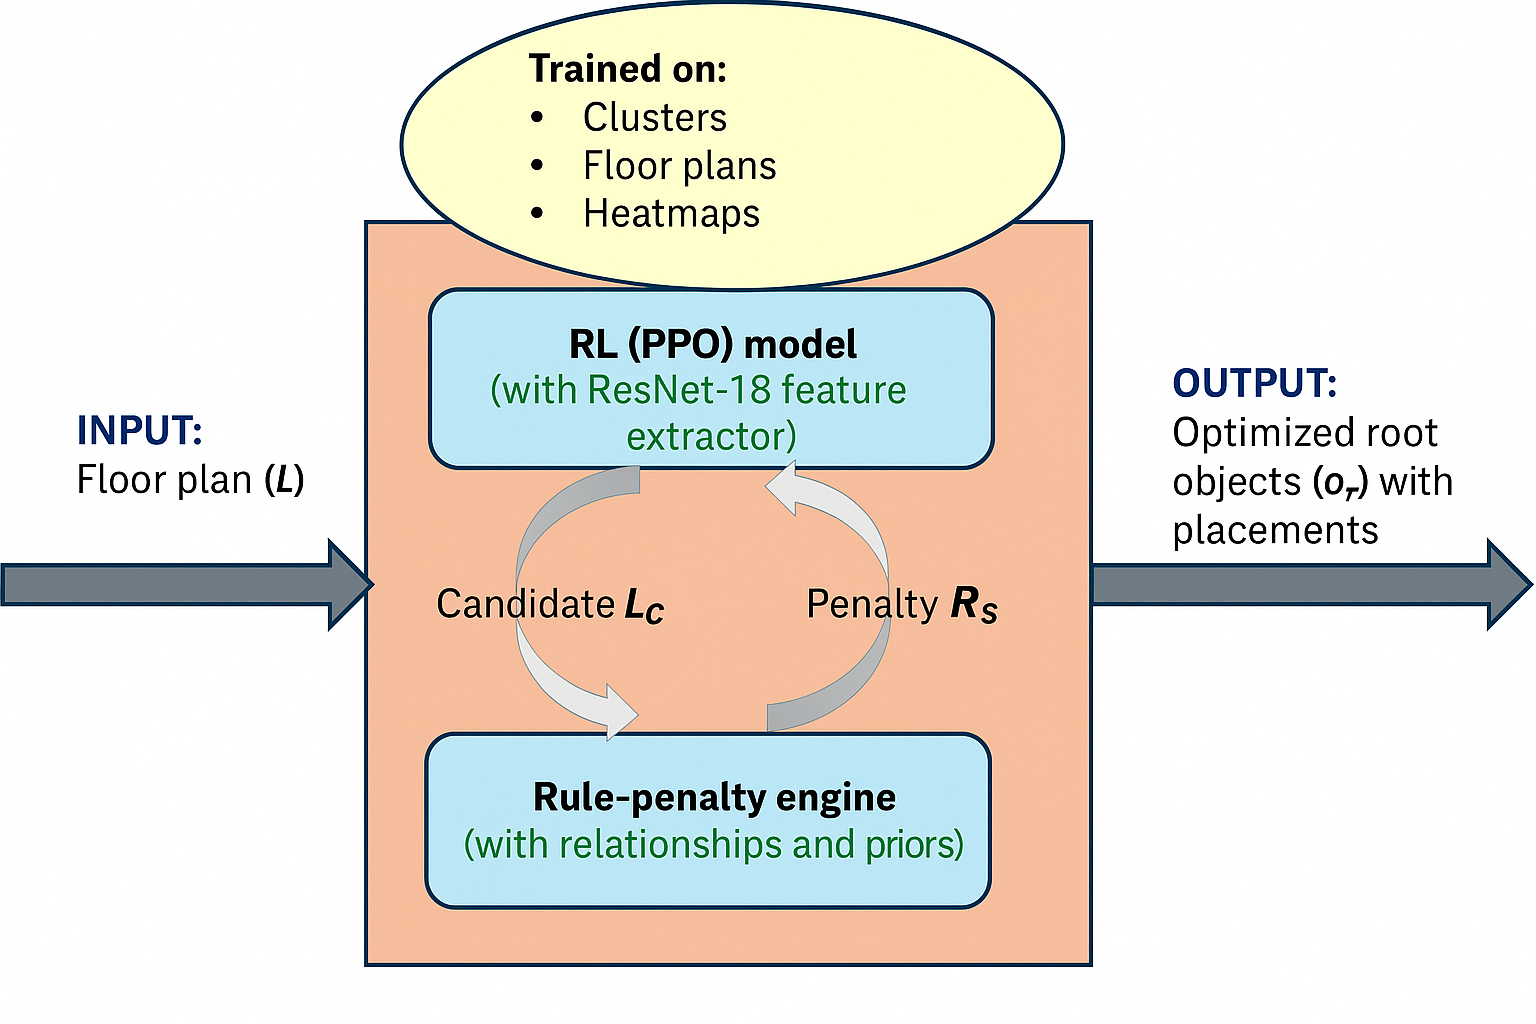 Trained on:
• Clusters
• Floor plans
• Heatmaps
RL (PPO) model
(with ResNet-18 feature
extractor)
INPUT:
Floor plan (L)
OUTPUT:
Optimized root
objects (oᵣ) with
placements
Candidate L_C
Penalty R_S
Rule-penalty engine
(with relationships and priors)